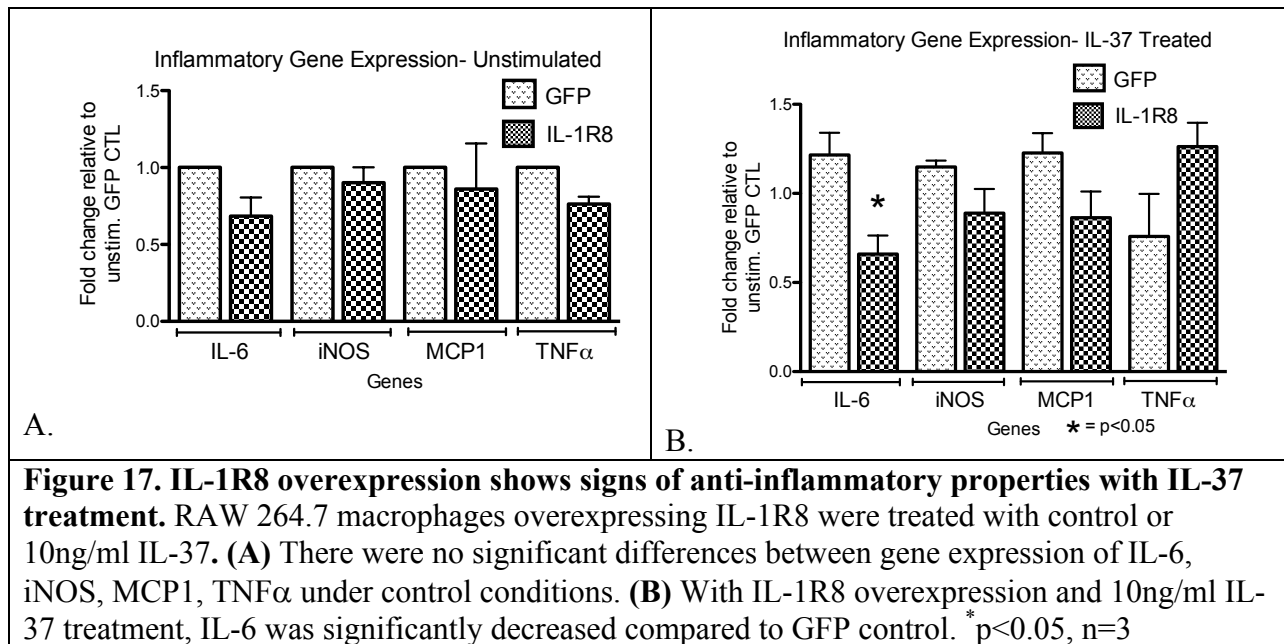 Inflammatory Gene Expression- Unstimulated
GFP
IL-1R8
Fold change relative to
unstim. GFP CTL
1.5
1.0
0.5
0.0
IL-6 iNOS MCP1 TNFα
Genes
A.
Inflammatory Gene Expression- IL-37 Treated
GFP
IL-1R8
Fold change relative to
unstim. GFP CTL
1.5
1.0
0.5
0.0
*
IL-6 iNOS MCP1 TNFα
Genes * = p<0.05
B.
Figure 17. IL-1R8 overexpression shows signs of anti-inflammatory properties with IL-37
treatment. RAW 264.7 macrophages overexpressing IL-1R8 were treated with control or
10ng/ml IL-37. (A) There were no significant differences between gene expression of IL-6,
iNOS, MCP1, TNFα under control conditions. (B) With IL-1R8 overexpression and 10ng/ml IL-
37 treatment, IL-6 was significantly decreased compared to GFP control. *p<0.05, n=3